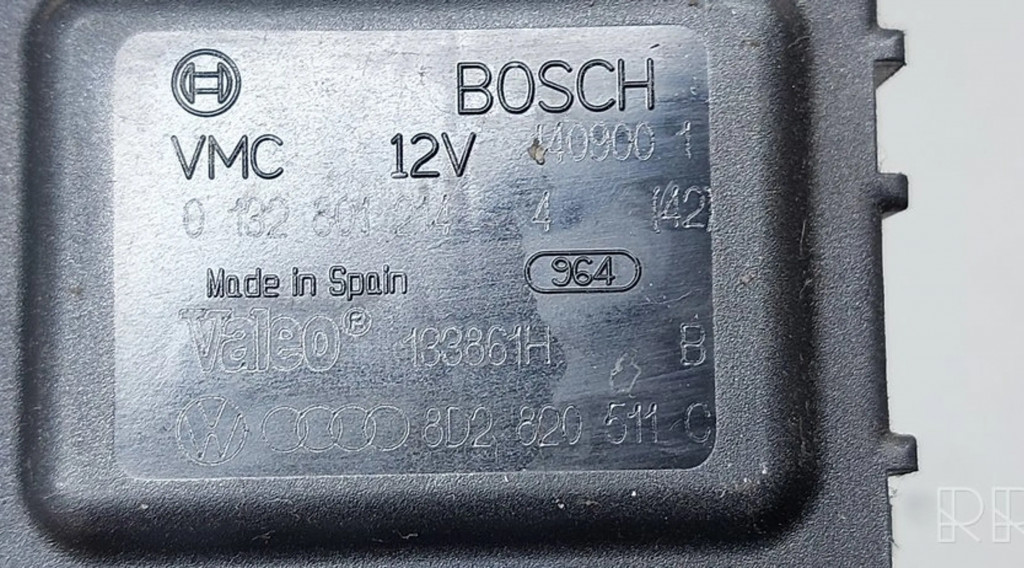 BOSCH
VMC 12V 140900 1
0 132 801 214 4 (42)
Made in Spain 964
Valeo® 133861H B
8D2 820 511 C